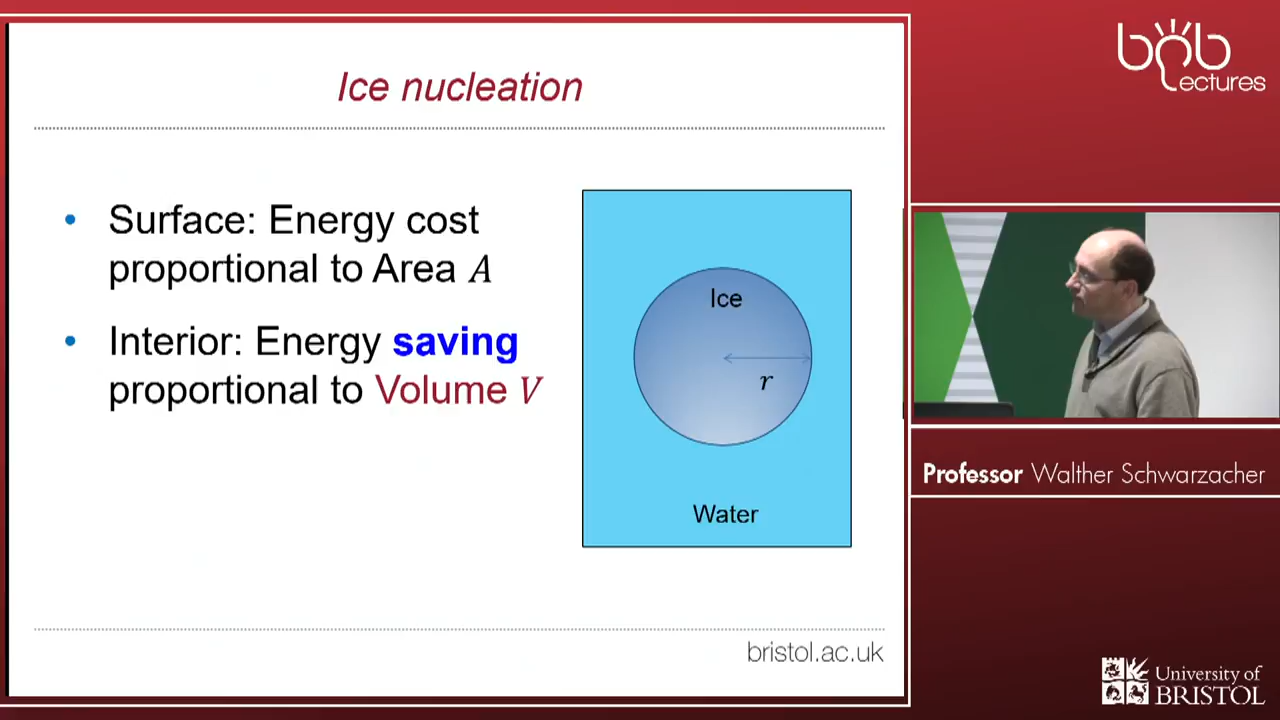 Ice nucleation
• Surface: Energy cost
proportional to Area A
• Interior: Energy saving
proportional to Volume V
Ice
r
Water
bristol.ac.uk
bob
Lectures
Professor Walther Schwarzacher
University of
BRISTOL